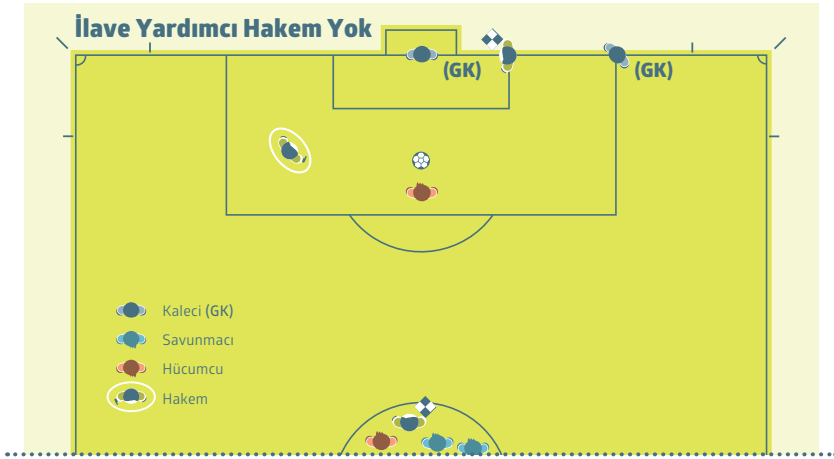 İlave Yardımcı Hakem Yok
(GK)
(GK)
Kaleci (GK)
Savunmacı
Hücumcu
Hakem